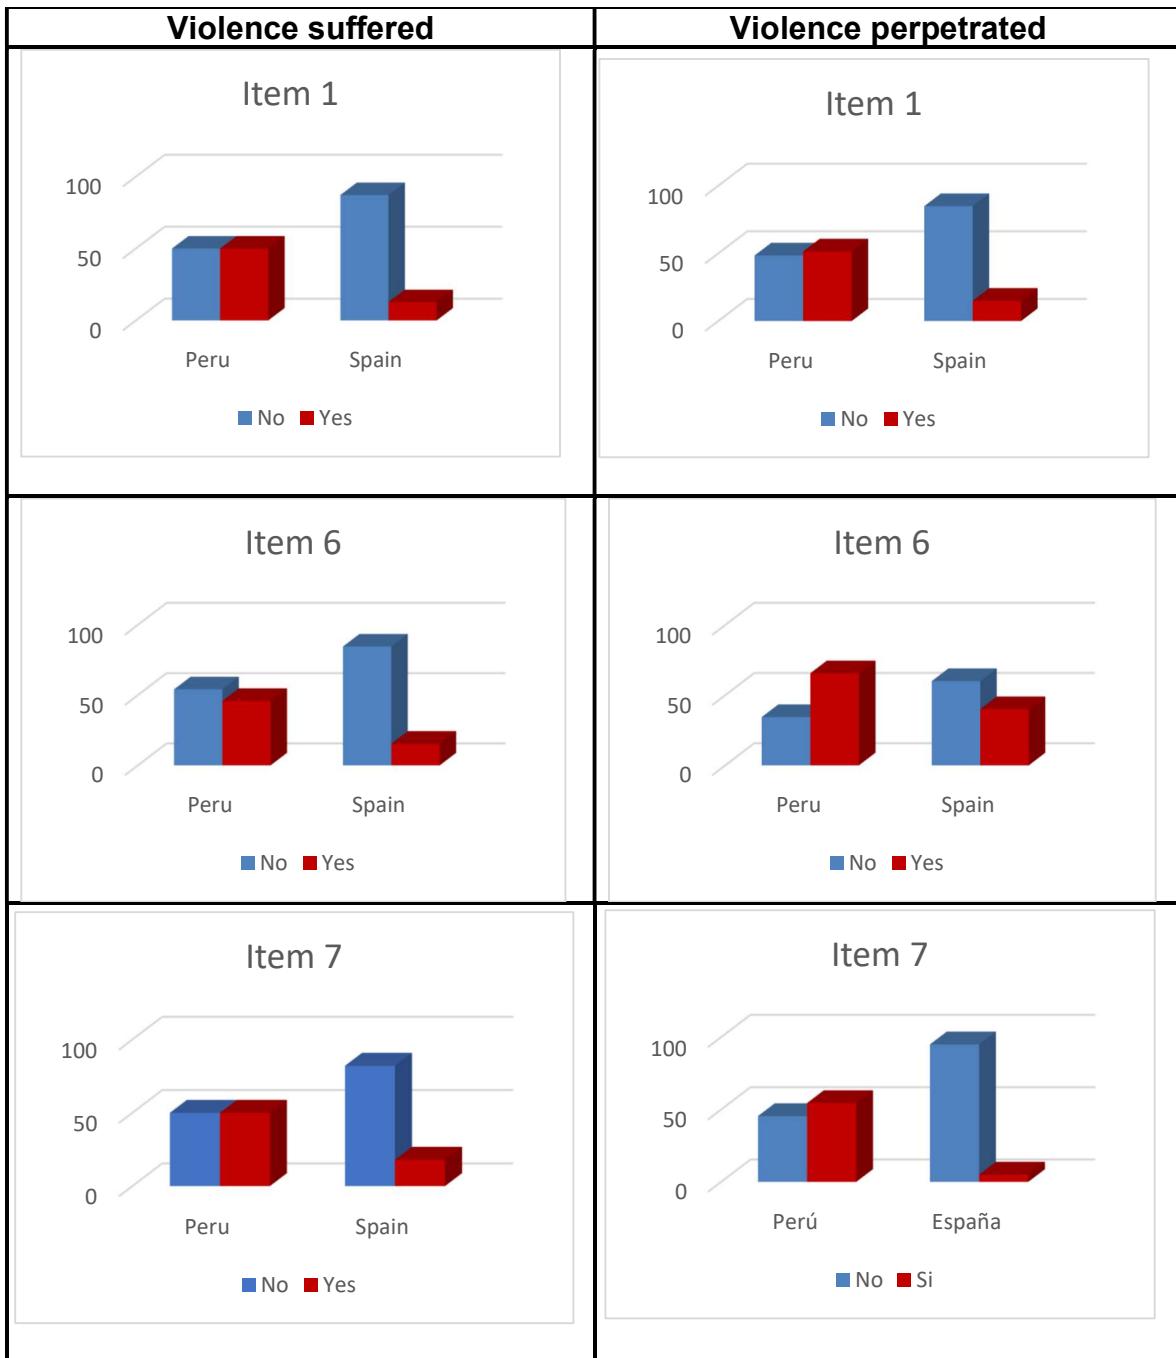 Violence suffered
Violence perpetrated
Item 1
100
50
0
Peru Spain
No Yes
Item 1
100
50
0
Peru Spain
No Yes
Item 6
100
50
0
Peru Spain
No Yes
Item 6
100
50
0
Peru Spain
No Yes
Item 7
100
50
0
Peru Spain
No Yes
Item 7
100
50
0
Perú España
No Si